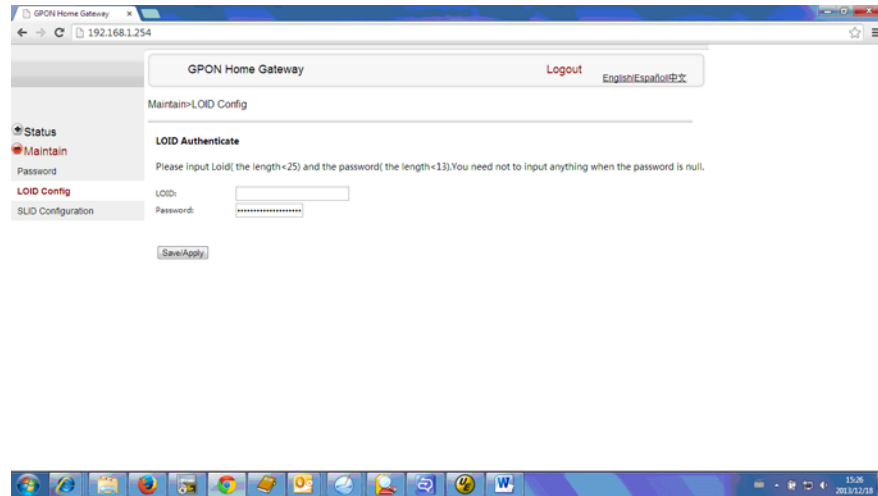 GPON Home Gateway
192.168.1.254
GPON Home Gateway
Logout
English|Español|中文
Maintain>LOID Config
Status
Maintain
Password
LOID Config
SLID Configuration
LOID Authenticate
Please input Loid( the length<25) and the password( the length<13).You need not to input anything when the password is null.
LOID:
Password:
Save/Apply
15:26
2013/12/18